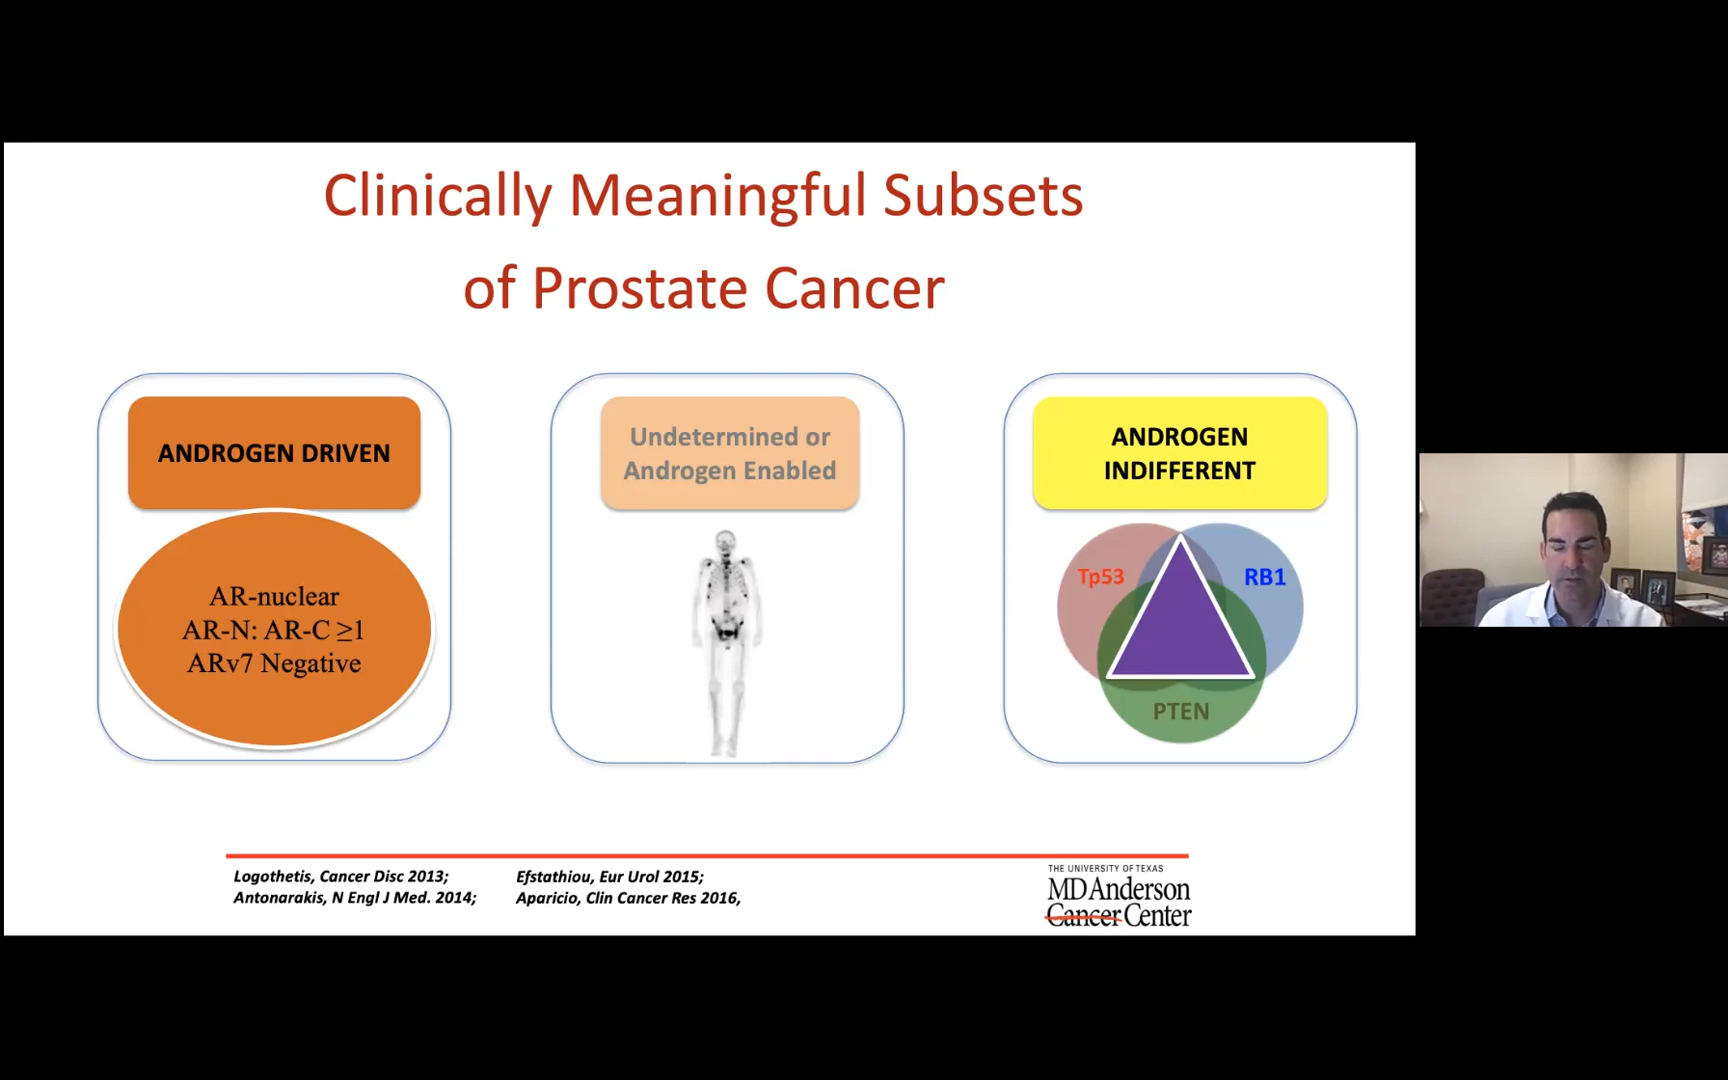 Clinically Meaningful Subsets
of Prostate Cancer
ANDROGEN DRIVEN
AR-nuclear
AR-N: AR-C ≥1
ARv7 Negative
Undetermined or
Androgen Enabled
ANDROGEN
INDIFFERENT
Tp53
RB1
PTEN
Logothetis, Cancer Disc 2013;
Antonarakis, N Engl J Med. 2014;
Efstathiou, Eur Urol 2015;
Aparicio, Clin Cancer Res 2016,
THE UNIVERSITY OF TEXAS
MD Anderson
Cancer Center